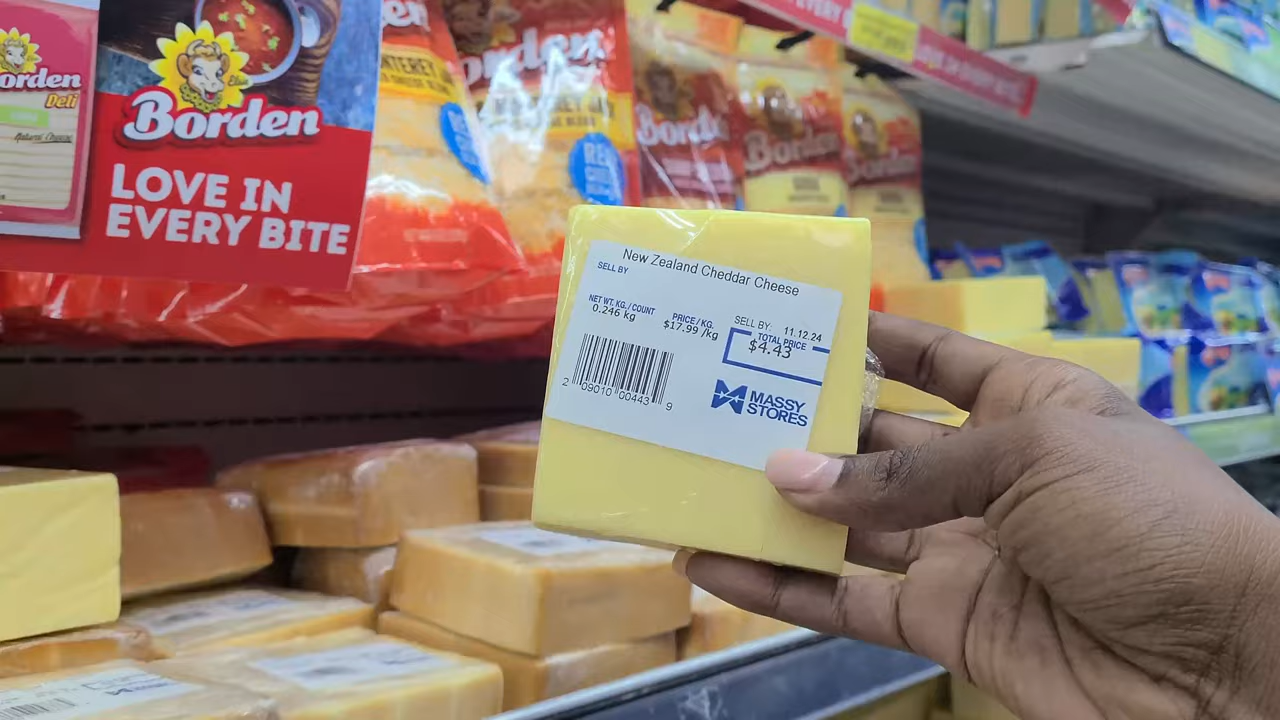 Borden
Deli
Borden
LOVE IN
EVERY BITE
Borden
Borden
Borden
New Zealand Cheddar Cheese
SELL BY
NET WT. KG./COUNT
0.246 kg
PRICE/KG.
$17.99 /kg
SELL BY: 11.12.24
TOTAL PRICE
$4.43
2 09010 00443 9
MASSY
STORES